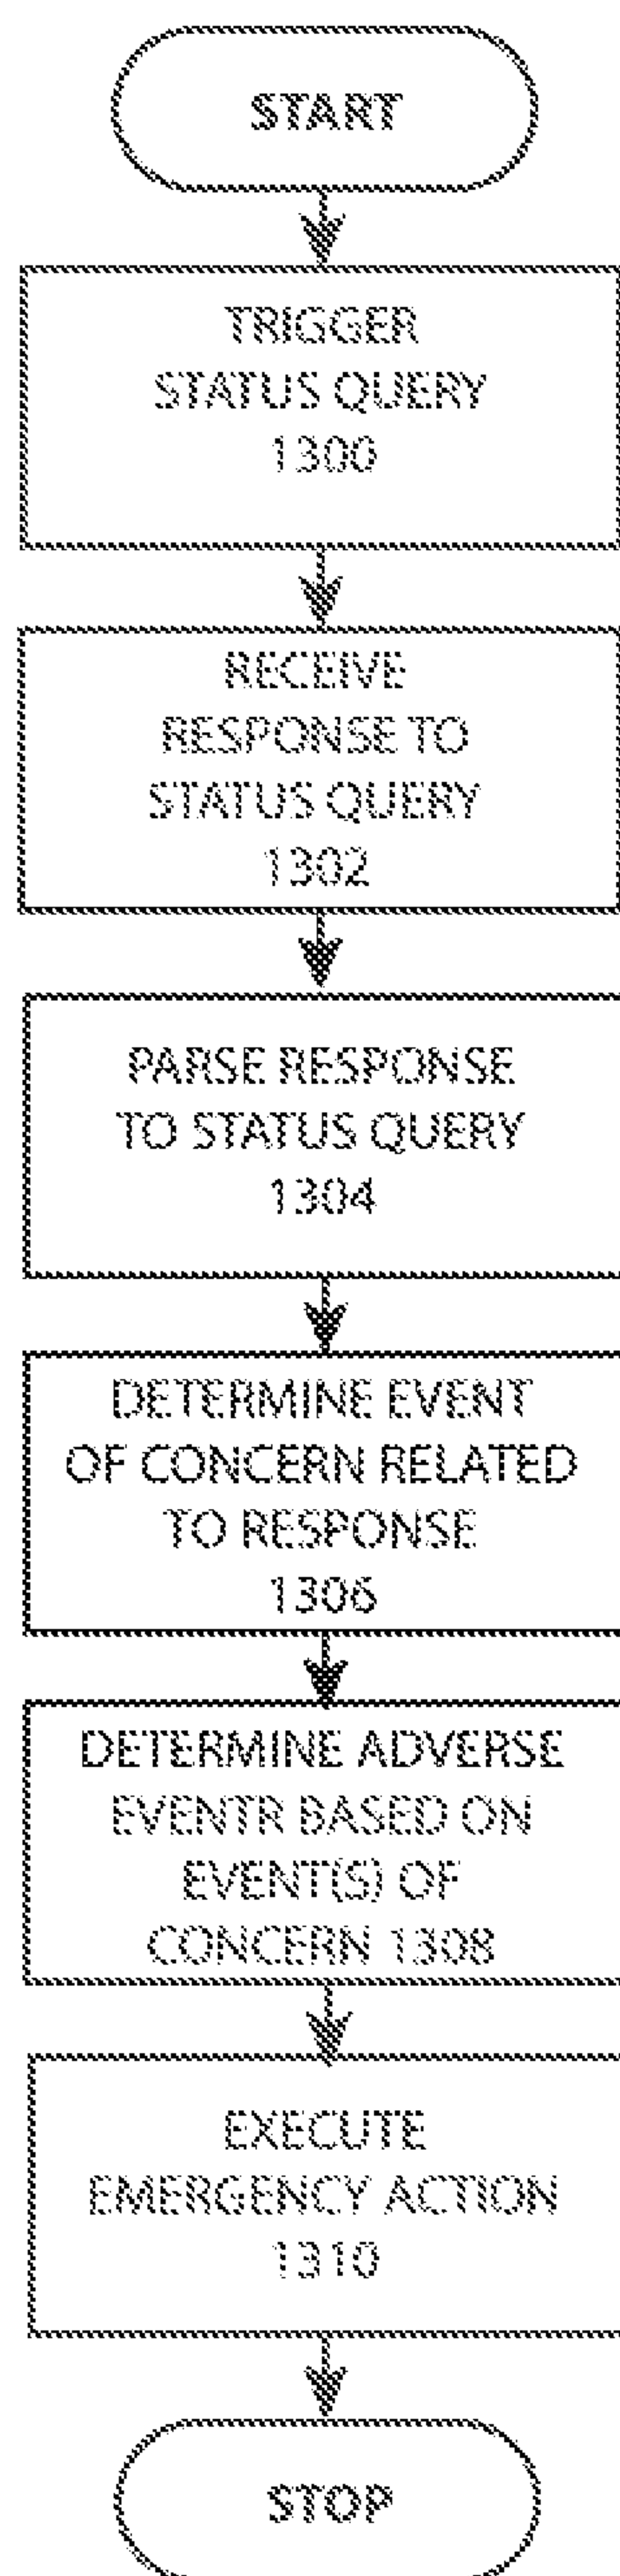 START
TRIGGER
STATUS QUERY
1300
RECEIVE
RESPONSE TO
STATUS QUERY
1302
PARSE RESPONSE
TO STATUS QUERY
1304
DETERMINE EVENT
OF CONCERN RELATED
TO RESPONSE
1306
DETERMINE ADVERSE
EVENTR BASED ON
EVENT(S) OF
CONCERN 1308
EXECUTE
EMERGENCY ACTION
1310
STOP